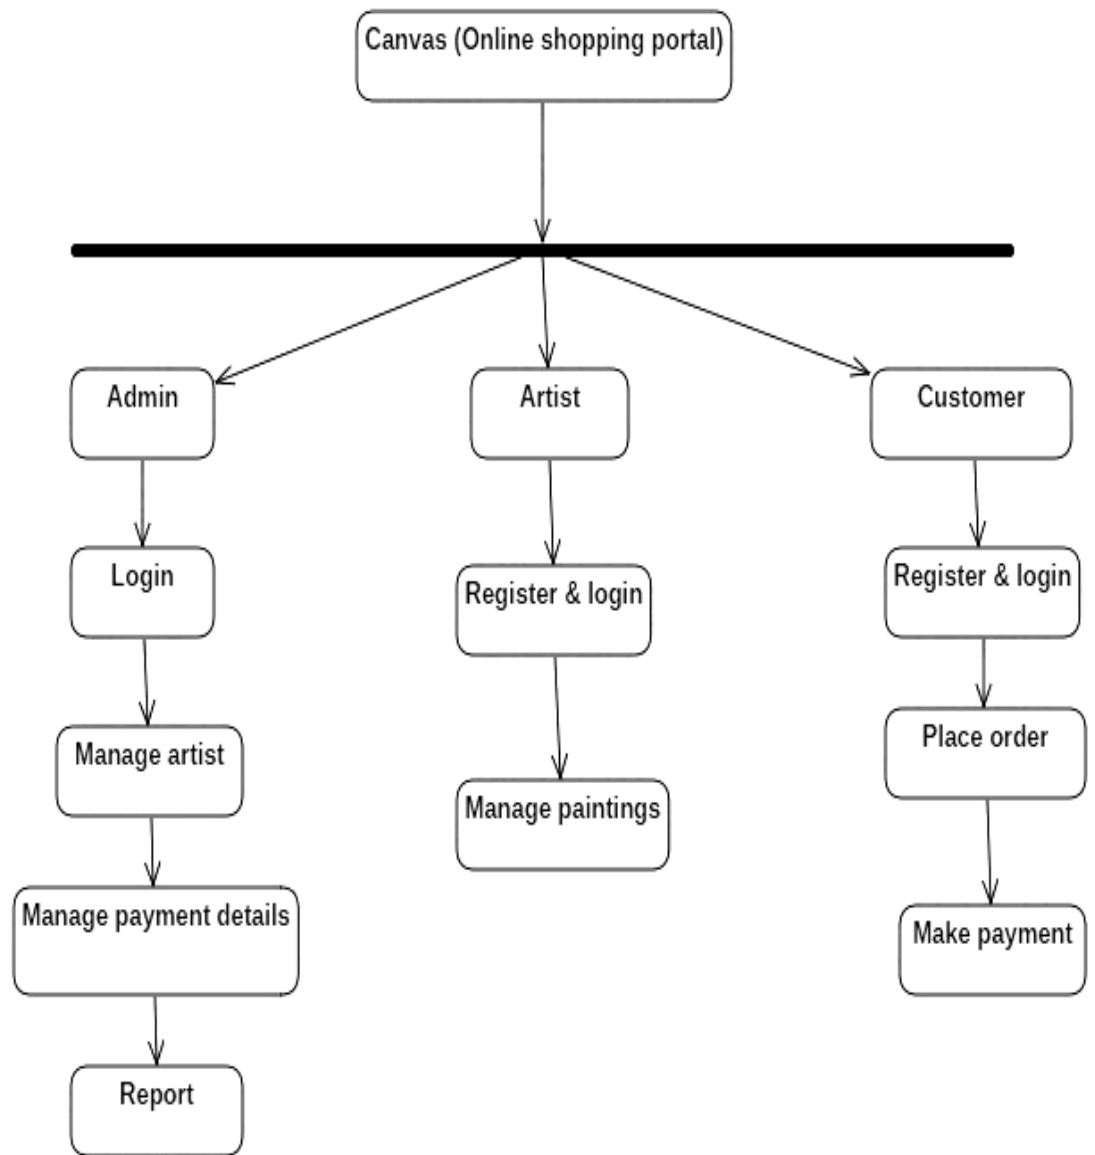 Canvas (Online shopping portal)
Admin
Artist
Customer
Login
Register & login
Register & login
Manage artist
Place order
Manage paintings
Manage payment details
Make payment
Report